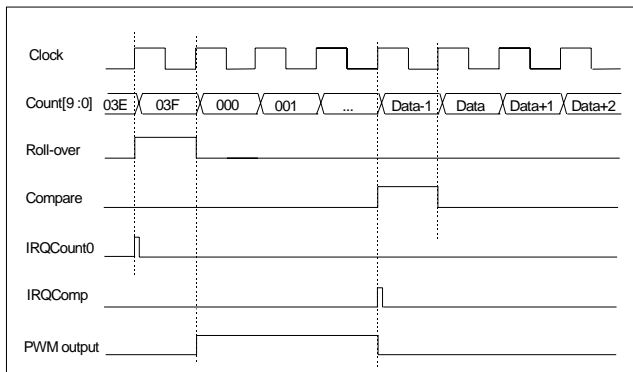 Clock
Count[9 :0] 03E 03F 000 001 ... Data-1 Data Data+1 Data+2
Roll-over
Compare
IRQCount0
IRQComp
PWM output